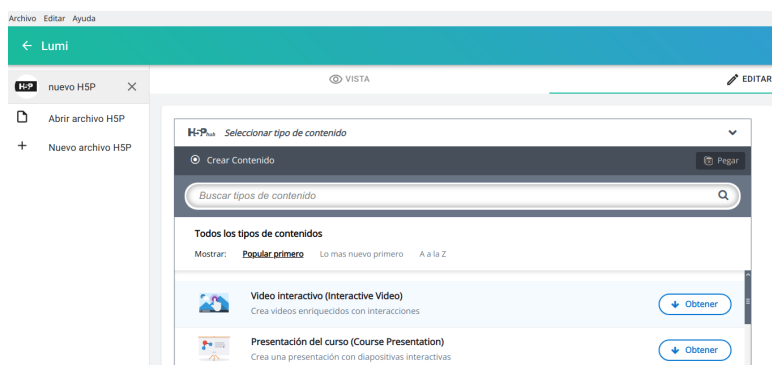 Archivo Editar Ayuda
Lumi
H5P nuevo H5P
VISTA
EDITAR
Abrir archivo H5P
Nuevo archivo H5P
H5Phub Seleccionar tipo de contenido
Crear Contenido
Pegar
Buscar tipos de contenido
Todos los tipos de contenidos
Mostrar: Popular primero Lo mas nuevo primero A a la Z
Video interactivo (Interactive Video)
Crea videos enriquecidos con interacciones
Obtener
Presentación del curso (Course Presentation)
Crea una presentación con diapositivas interactivas
Obtener